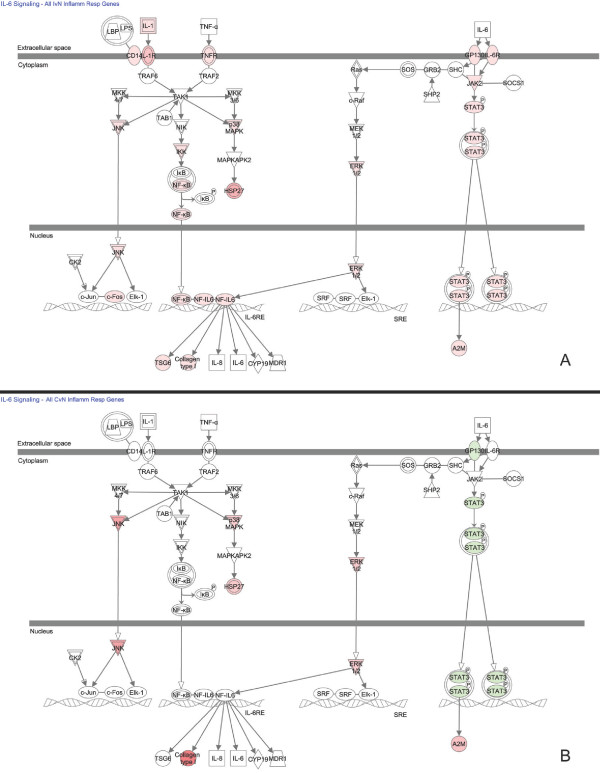 IL-6 Signaling - All IvN Inflamm Resp Genes
LBP LPS IL-1 TNF-α IL-6
Extracellular space
CD14 IL-1R TNFR GP130 IL-6R
Cytoplasm
TRAF6 TRAF2 Ras SOS GRB2 SHC
JAK2 SOCS1
MKK 4/7 TAK1 MKK 3/6 c-Raf SHP2
P
STAT3
TAB1
JNK NIK p38 MAPK MEK 1/2
P
STAT3
P
STAT3
IKK MAPKAPK2 ERK 1/2
IκB
NF-κB HSP27
P
IκB
NF-κB
Nucleus
CK2 JNK ERK 1/2
P
STAT3
P
STAT3
P
STAT3
P
STAT3
c-Jun c-Fos Elk-1 NF-κB NF-IL6 NF-IL6 SRF SRF Elk-1
IL-6RE SRE
TSG6 Collagen type I IL-8 IL-6 CYP19 MDR1 A2M
A
IL-6 Signaling - All CvN Inflamm Resp Genes
LBP LPS IL-1 TNF-α IL-6
Extracellular space
CD14 IL-1R TNFR GP130 IL-6R
Cytoplasm
TRAF6 TRAF2 Ras SOS GRB2 SHC
JAK2 SOCS1
MKK 4/7 TAK1 MKK 3/6 c-Raf SHP2
P
STAT3
TAB1
JNK NIK p38 MAPK MEK 1/2
P
STAT3
P
STAT3
IKK MAPKAPK2 ERK 1/2
IκB
NF-κB HSP27
P
IκB
NF-κB
Nucleus
CK2 JNK ERK 1/2
P
STAT3
P
STAT3
P
STAT3
P
STAT3
c-Jun c-Fos Elk-1 NF-κB NF-IL6 NF-IL6 SRF SRF Elk-1
IL-6RE SRE
TSG6 Collagen type I IL-8 IL-6 CYP19 MDR1 A2M
B